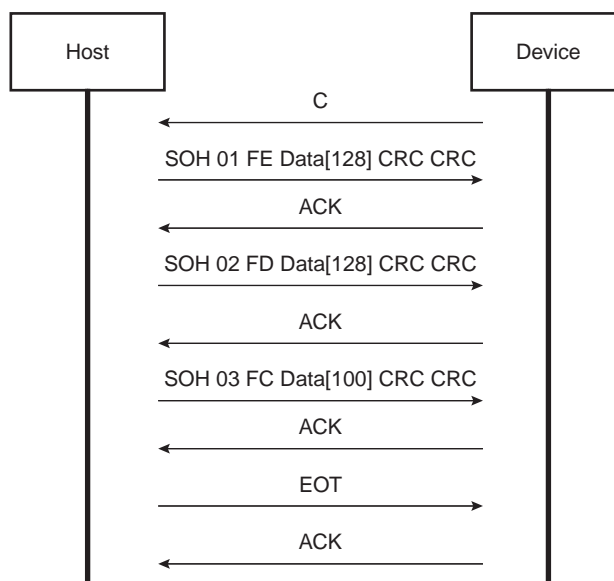 Host
Device
C
SOH 01 FE Data[128] CRC CRC
ACK
SOH 02 FD Data[128] CRC CRC
ACK
SOH 03 FC Data[100] CRC CRC
ACK
EOT
ACK